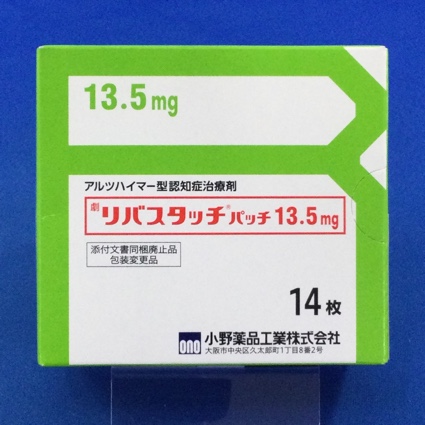 13.5mg
アルツハイマー型認知症治療剤
劇 リバスタッチ® パッチ 13.5mg
添付文書同梱廃止品
包装変更品
14枚
ono 小野薬品工業株式会社
大阪市中央区久太郎町1丁目8番2号